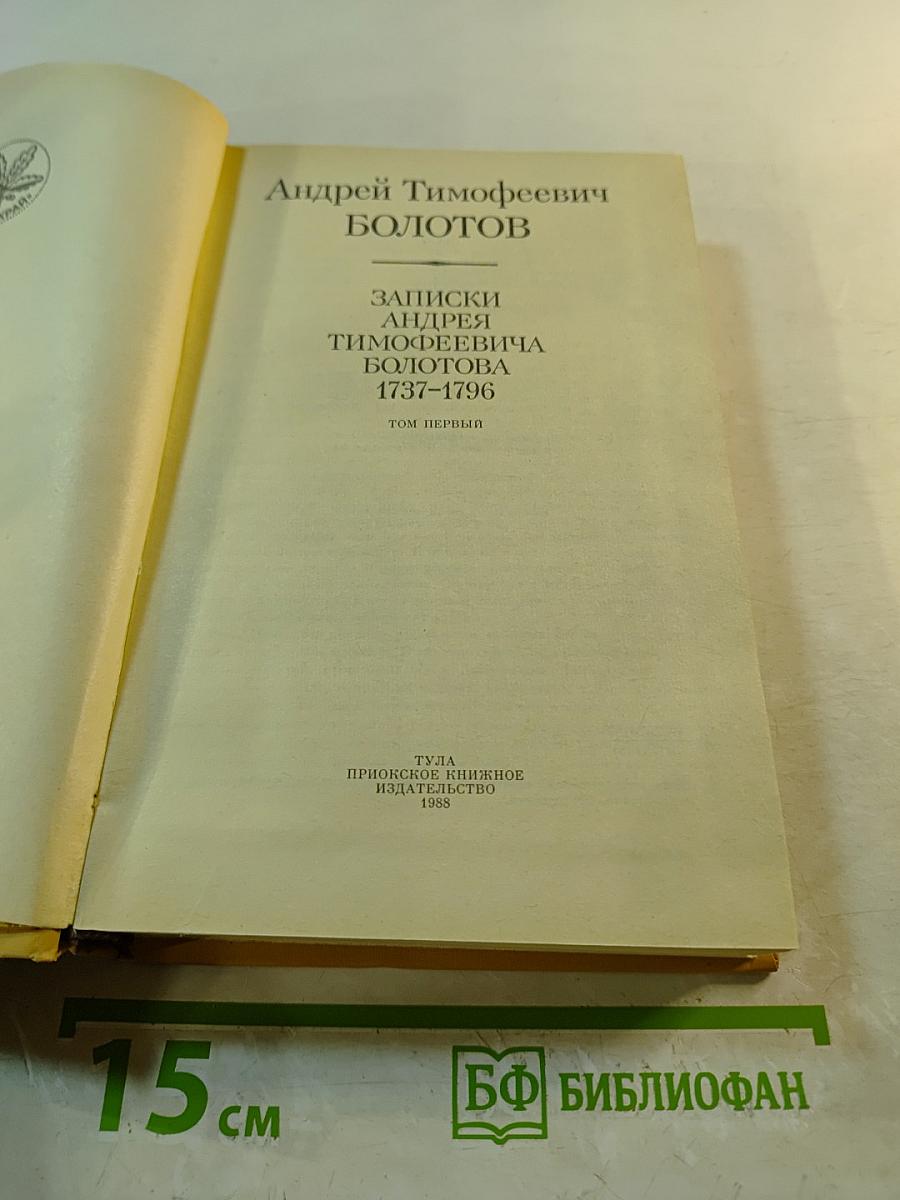 Андрей Тимофеевич
БОЛОТОВ
ЗАПИСКИ
АНДРЕЯ
ТИМОФЕЕВИЧА
БОЛОТОВА
1737–1796
ТОМ ПЕРВЫЙ
ТУЛА
ПРИОКСКОЕ КНИЖНОЕ
ИЗДАТЕЛЬСТВО
1988
15 см
БФ БИБЛИОФАН